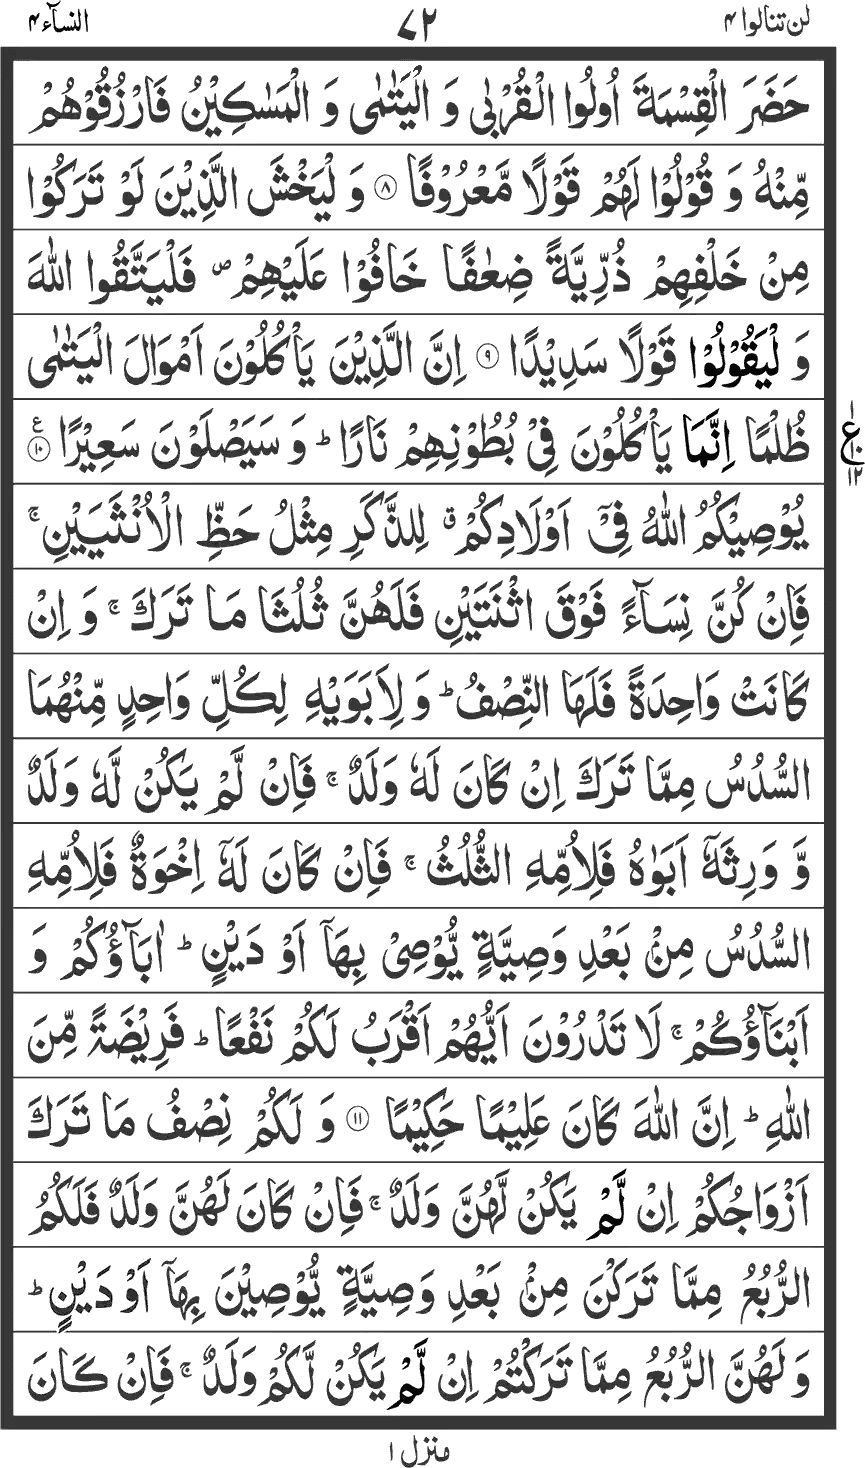 لن تنالوا ۴
۷۲
النسآء ۴
حَضَرَ الْقِسْمَةَ اُولُوا الْقُرْبٰى وَ الْيَتٰمٰى وَ الْمَسٰكِيْنُ فَارْزُقُوْهُمْ
مِّنْهُ وَ قُوْلُوْا لَهُمْ قَوْلًا مَّعْرُوْفًا ۸ وَ لْيَخْشَ الَّذِيْنَ لَوْ تَرَكُوْا
مِنْ خَلْفِهِمْ ذُرِّيَّةً ضِعٰفًا خَافُوْا عَلَيْهِمْ ۪ فَلْيَتَّقُوا اللّٰهَ
وَ لْيَقُوْلُوْا قَوْلًا سَدِيْدًا ۹ اِنَّ الَّذِيْنَ يَاْكُلُوْنَ اَمْوَالَ الْيَتٰمٰى
ظُلْمًا اِنَّمَا يَاْكُلُوْنَ فِيْ بُطُوْنِهِمْ نَارًا ؕ وَ سَيَصْلَوْنَ سَعِيْرًا ۱۰ ع
ع ۱ ۱۰ ۱۲
يُوْصِيْكُمُ اللّٰهُ فِيْۤ اَوْلَادِكُمْ ۗ لِلذَّكَرِ مِثْلُ حَظِّ الْاُنْثَيَيْنِ ۚ
فَاِنْ كُنَّ نِسَآءً فَوْقَ اثْنَتَيْنِ فَلَهُنَّ ثُلُثَا مَا تَرَكَ ۚ وَ اِنْ
كَانَتْ وَاحِدَةً فَلَهَا النِّصْفُ ؕ وَ لِاَبَوَيْهِ لِكُلِّ وَاحِدٍ مِّنْهُمَا
السُّدُسُ مِمَّا تَرَكَ اِنْ كَانَ لَهٗ وَلَدٌ ۚ فَاِنْ لَّمْ يَكُنْ لَّهٗ وَلَدٌ
وَّ وَرِثَهٗۤ اَبَوٰهُ فَلِاُمِّهِ الثُّلُثُ ۚ فَاِنْ كَانَ لَهٗۤ اِخْوَةٌ فَلِاُمِّهِ
السُّدُسُ مِنْۢ بَعْدِ وَصِيَّةٍ يُّوْصِيْ بِهَاۤ اَوْ دَيْنٍ ؕ اٰبَآؤُكُمْ وَ
اَبْنَآؤُكُمْ ۚ لَا تَدْرُوْنَ اَيُّهُمْ اَقْرَبُ لَكُمْ نَفْعًا ؕ فَرِيْضَةً مِّنَ
اللّٰهِ ؕ اِنَّ اللّٰهَ كَانَ عَلِيْمًا حَكِيْمًا ۱۱ وَ لَكُمْ نِصْفُ مَا تَرَكَ
اَزْوَاجُكُمْ اِنْ لَّمْ يَكُنْ لَّهُنَّ وَلَدٌ ۚ فَاِنْ كَانَ لَهُنَّ وَلَدٌ فَلَكُمُ
الرُّبُعُ مِمَّا تَرَكْنَ مِنْۢ بَعْدِ وَصِيَّةٍ يُّوْصِيْنَ بِهَاۤ اَوْ دَيْنٍ ؕ
وَ لَهُنَّ الرُّبُعُ مِمَّا تَرَكْتُمْ اِنْ لَّمْ يَكُنْ لَّكُمْ وَلَدٌ ۚ فَاِنْ كَانَ
منزل ۱